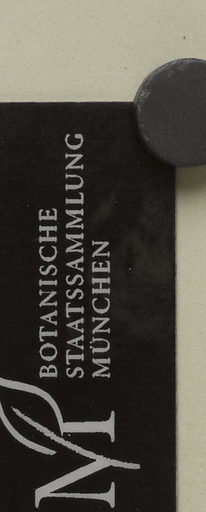 BOTANISCHE
STAATSSAMMLUNG
MÜNCHEN
M